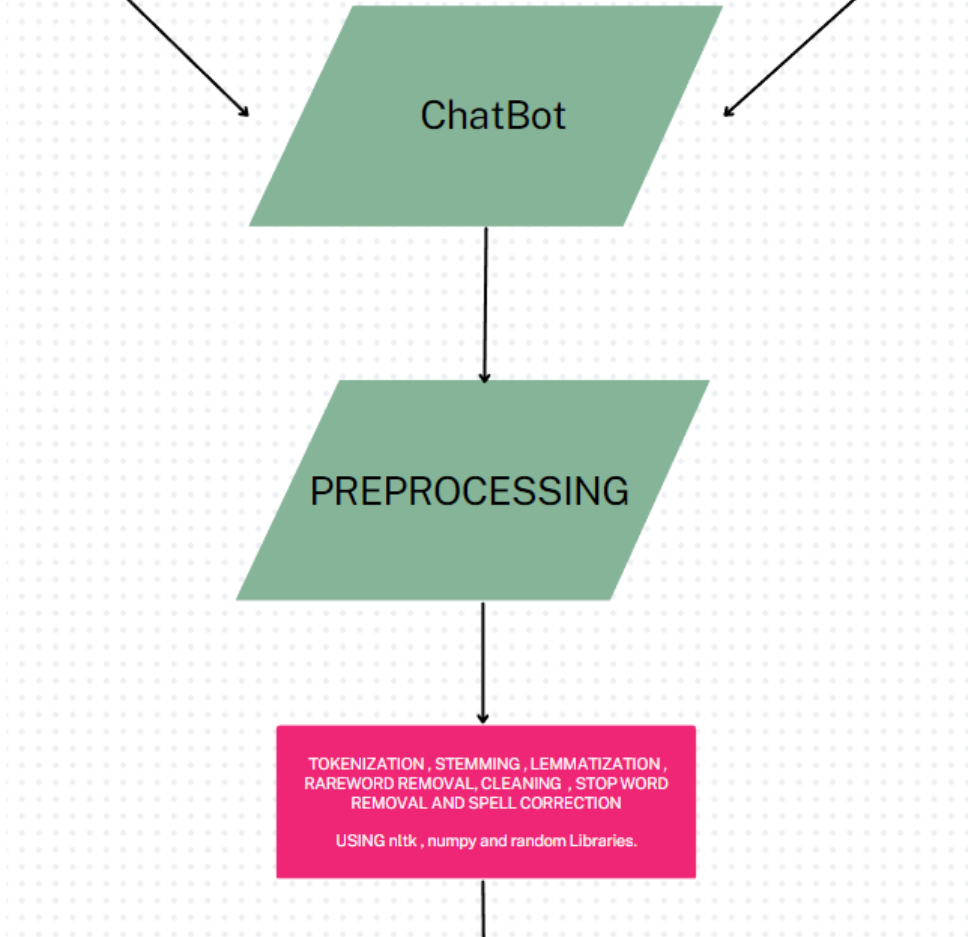 ChatBot
PREPROCESSING
TOKENIZATION , STEMMING , LEMMATIZATION ,
RAREWORD REMOVAL, CLEANING , STOP WORD
REMOVAL AND SPELL CORRECTION
USING nltk , numpy and random Libraries.